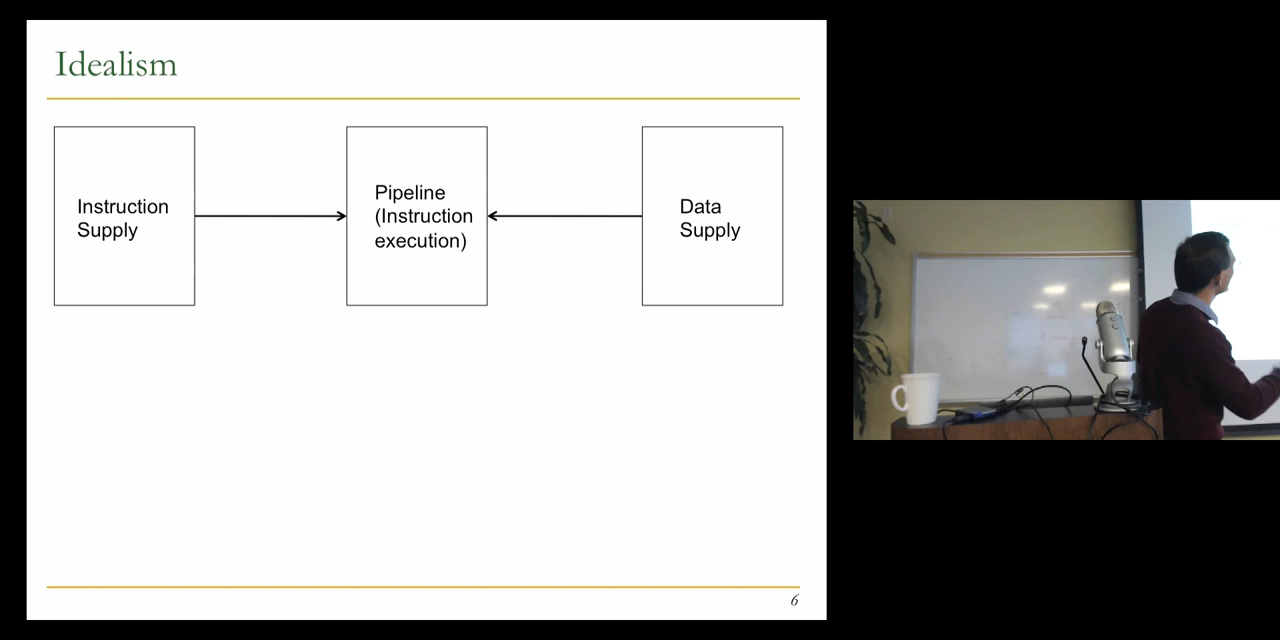 Idealism
Instruction
Supply
Pipeline
(Instruction
execution)
Data
Supply
6